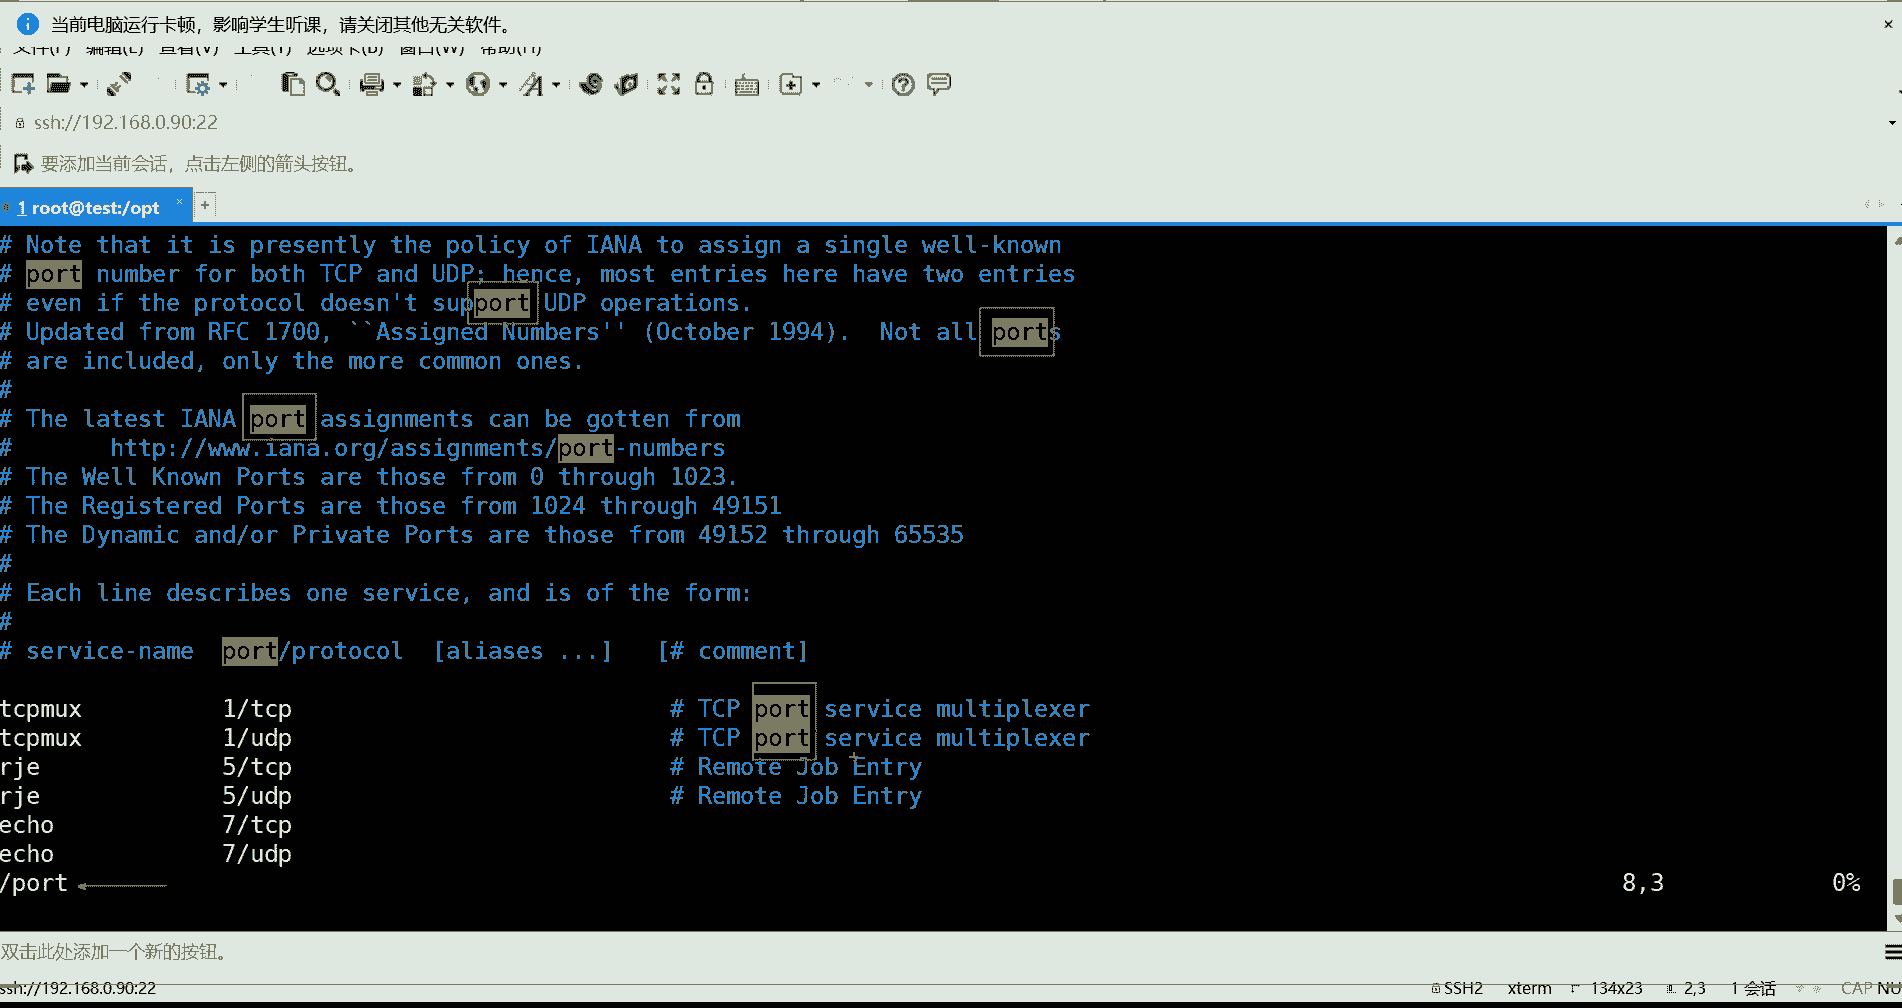 当前电脑运行卡顿，影响学生听课，请关闭其他无关软件。
文件(F) 编辑(E) 查看(V) 工具(T) 选项卡(B) 窗口(W) 帮助(H)
ssh://192.168.0.90:22
要添加当前会话，点击左侧的箭头按钮。
1 root@test:/opt × +
# Note that it is presently the policy of IANA to assign a single well-known
# port number for both TCP and UDP; hence, most entries here have two entries
# even if the protocol doesn't support UDP operations.
# Updated from RFC 1700, ``Assigned Numbers'' (October 1994).  Not all ports
# are included, only the more common ones.
#
# The latest IANA port assignments can be gotten from
#       http://www.iana.org/assignments/port-numbers
# The Well Known Ports are those from 0 through 1023.
# The Registered Ports are those from 1024 through 49151
# The Dynamic and/or Private Ports are those from 49152 through 65535
#
# Each line describes one service, and is of the form:
#
# service-name  port/protocol  [aliases ...]   [# comment]
tcpmux          1/tcp                           # TCP port service multiplexer
tcpmux          1/udp                           # TCP port service multiplexer
rje             5/tcp                           # Remote Job Entry
rje             5/udp                           # Remote Job Entry
echo            7/tcp
echo            7/udp
/port 8,3 0%
双击此处添加一个新的按钮。
ssh://192.168.0.90:22 SSH2 xterm 134x23 2,3 1 会话 CAP NU